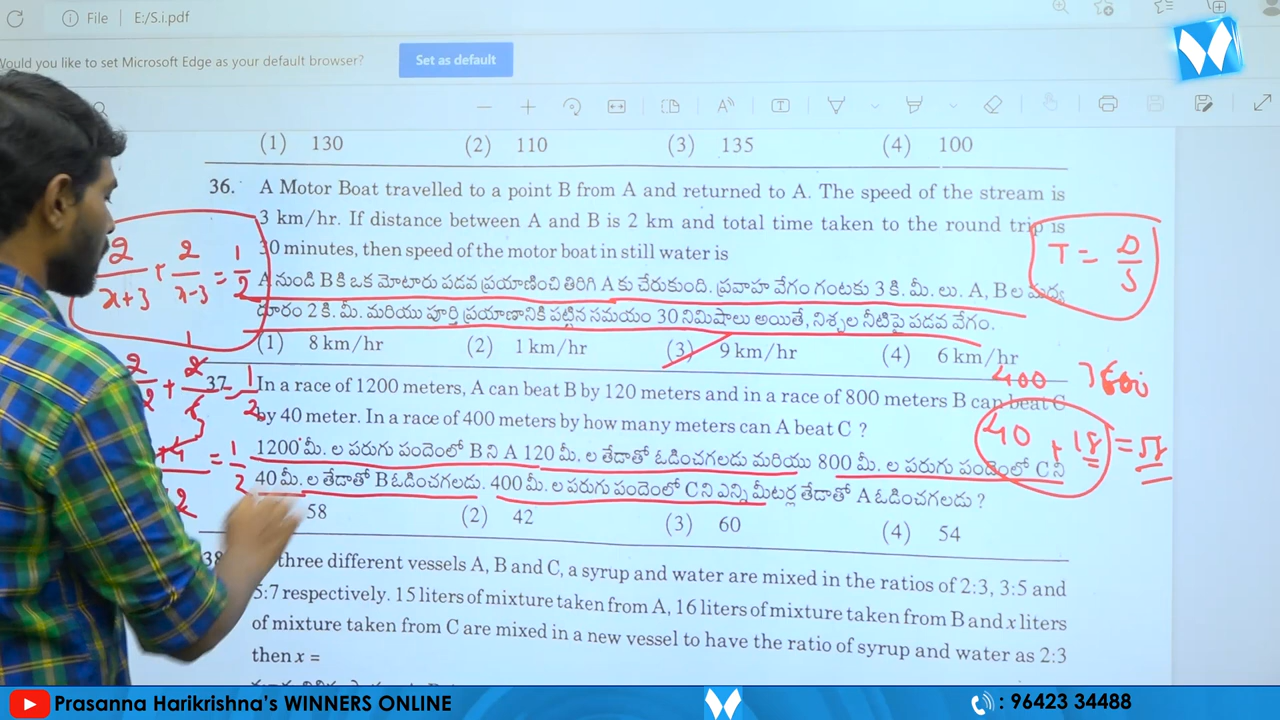 File E:/S.i.pdf
Would you like to set Microsoft Edge as your default browser? Set as default
(1) 130 (2) 110 (3) 135 (4) 100
36. A Motor Boat travelled to a point B from A and returned to A. The speed of the stream is
3 km/hr. If distance between A and B is 2 km and total time taken to the round trip is
30 minutes, then speed of the motor boat in still water is
A నుండి B కి ఒక మోటారు పడవ ప్రయాణించి తిరిగి A కు చేరుకుంది. ప్రవాహ వేగం గంటకు 3 కి. మీ. లు. A, B ల మధ్య
దూరం 2 కి. మీ. మరియు పూర్తి ప్రయాణానికి పట్టిన సమయం 30 నిమిషాలు అయితే, నిశ్చల నీటిపై పడవ వేగం.
(1) 8 km/hr (2) 1 km/hr (3) 9 km/hr (4) 6 km/hr
2/x+3 + 2/x-3 = 1/2
T = D/S
400
37. In a race of 1200 meters, A can beat B by 120 meters and in a race of 800 meters B can beat C
by 40 meter. In a race of 400 meters by how many meters can A beat C ?
1200 మీ. ల పరుగు పందెంలో B ని A 120 మీ. ల తేడాతో ఓడించగలడు మరియు 800 మీ. ల పరుగు పందెంలో C ని
40 మీ. ల తేడాతో B ఓడించగలడు. 400 మీ. ల పరుగు పందెంలో C ని ఎన్ని మీటర్ల తేడాతో A ఓడించగలడు ?
40 + 18 = 58
58 (2) 42 (3) 60 (4) 54
38 three different vessels A, B and C, a syrup and water are mixed in the ratios of 2:3, 3:5 and
5:7 respectively. 15 liters of mixture taken from A, 16 liters of mixture taken from B and x liters
of mixture taken from C are mixed in a new vessel to have the ratio of syrup and water as 2:3
then x =
Prasanna Harikrishna's WINNERS ONLINE : 96423 34488